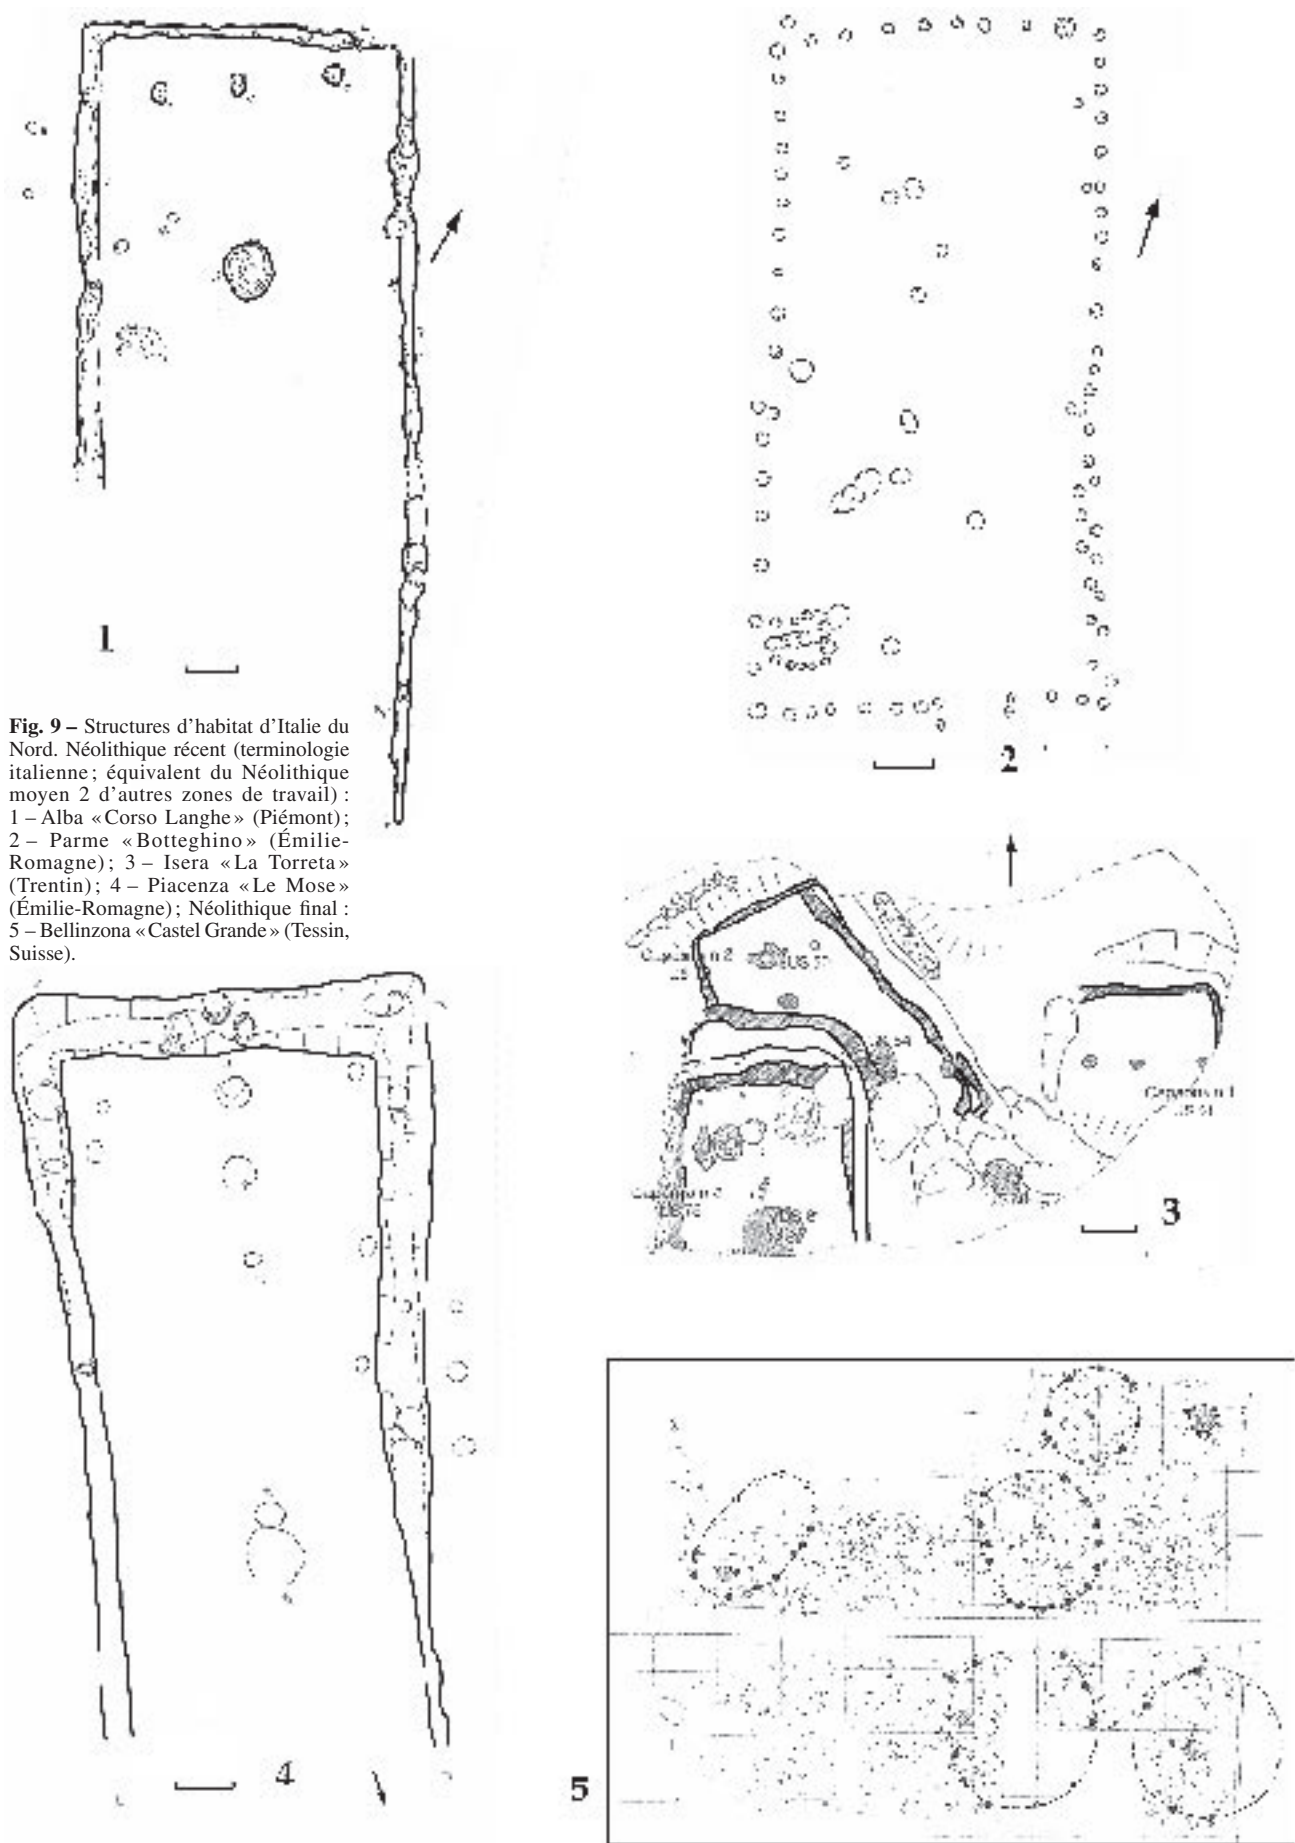 1
2
Fig. 9 – Structures d'habitat d'Italie du
Nord. Néolithique récent (terminologie
italienne ; équivalent du Néolithique
moyen 2 d'autres zones de travail) :
1 – Alba «Corso Langhe» (Piémont) ;
2 – Parme «Botteghino» (Émilie-
Romagne) ; 3 – Isera «La Torreta»
(Trentin) ; 4 – Piacenza «Le Mose»
(Émilie-Romagne) ; Néolithique final :
5 – Bellinzona «Castel Grande» (Tessin,
Suisse).
3
4
5